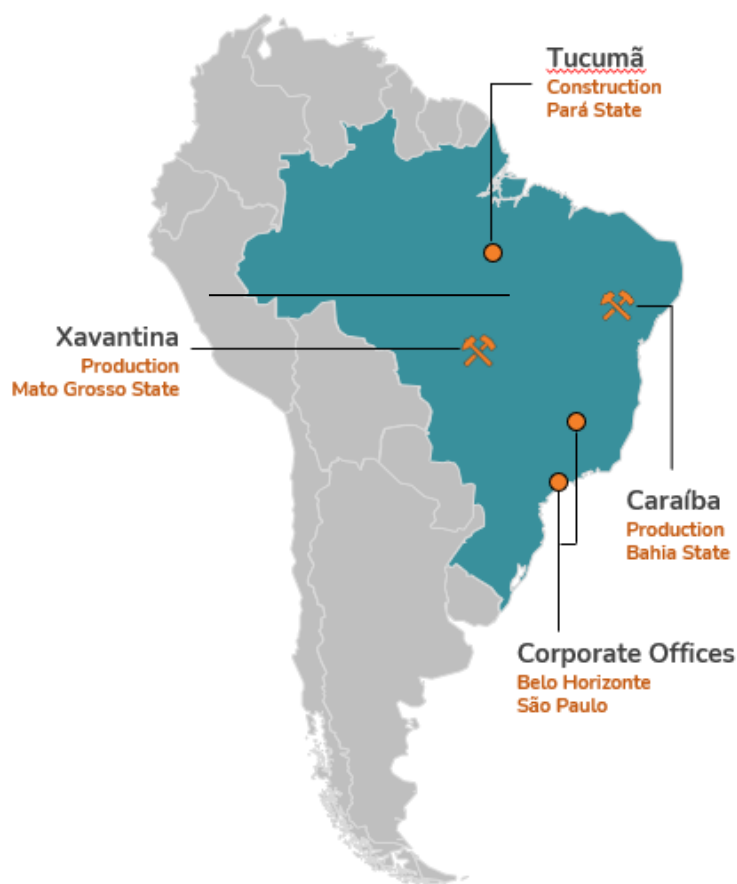 Tucumã
Construction
Pará State
Xavantina
Production
Mato Grosso State
Caraíba
Production
Bahia State
Corporate Offices
Belo Horizonte
São Paulo